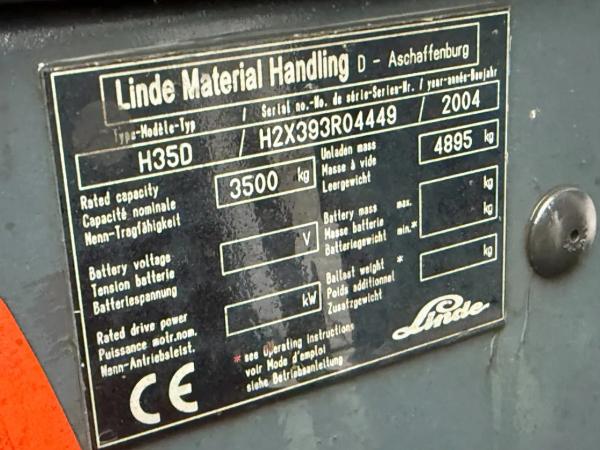 Linde Material Handling D - Aschaffenburg
Type-Modèle-Typ / Serial no.-No. de série-Serien-Nr. / year-année-Baujahr
H35D / H2X393R04449 / 2004
Rated capacity
Capacité nominale
Nenn-Tragfähigkeit
3500 kg
Unladen mass
Masse à vide
Leergewicht
4895 kg
Battery voltage
Tension batterie
Batteriespannung
V
Battery mass max. kg
Masse batterie
Batteriegewicht min.* kg
Rated drive power
Puissance motr.nom.
Nenn-Antriebsleist.
kW
Ballast weight *
Poids additionnel
Zusatzgewicht
kg
CE
* see Operating Instructions
voir Mode d'emploi
siehe Betriebsanleitung
Linde